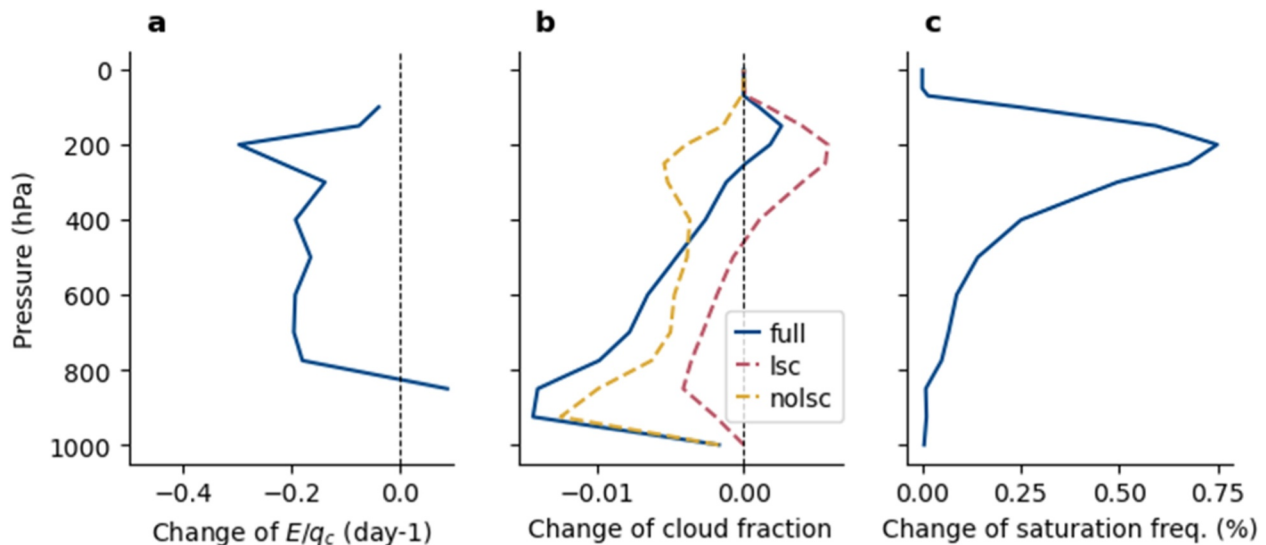 a
b
c
0
200
400
600
800
1000
Pressure (hPa)
−0.4
−0.2
0.0
Change of E/qc (day-1)
−0.01
0.00
Change of cloud fraction
full
lsc
nolsc
0.00
0.25
0.50
0.75
Change of saturation freq. (%)